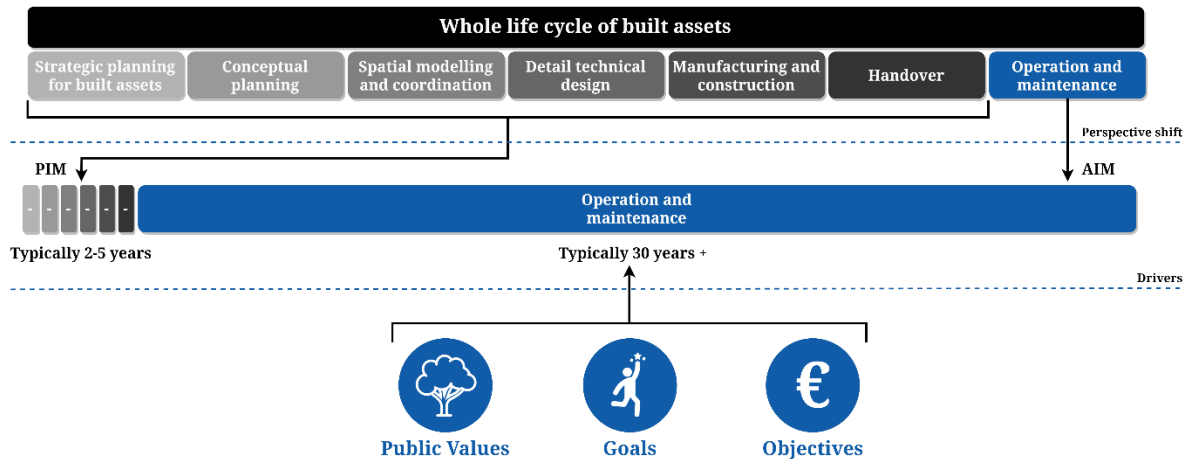 Whole life cycle of built assets
Strategic planning
for built assets
Conceptual
planning
Spatial modelling
and coordination
Detail technical
design
Manufacturing and
construction
Handover
Operation and
maintenance
Perspective shift
PIM
AIM
- - - - - -
Operation and
maintenance
Typically 2-5 years
Typically 30 years +
Drivers
€
Public Values
Goals
Objectives